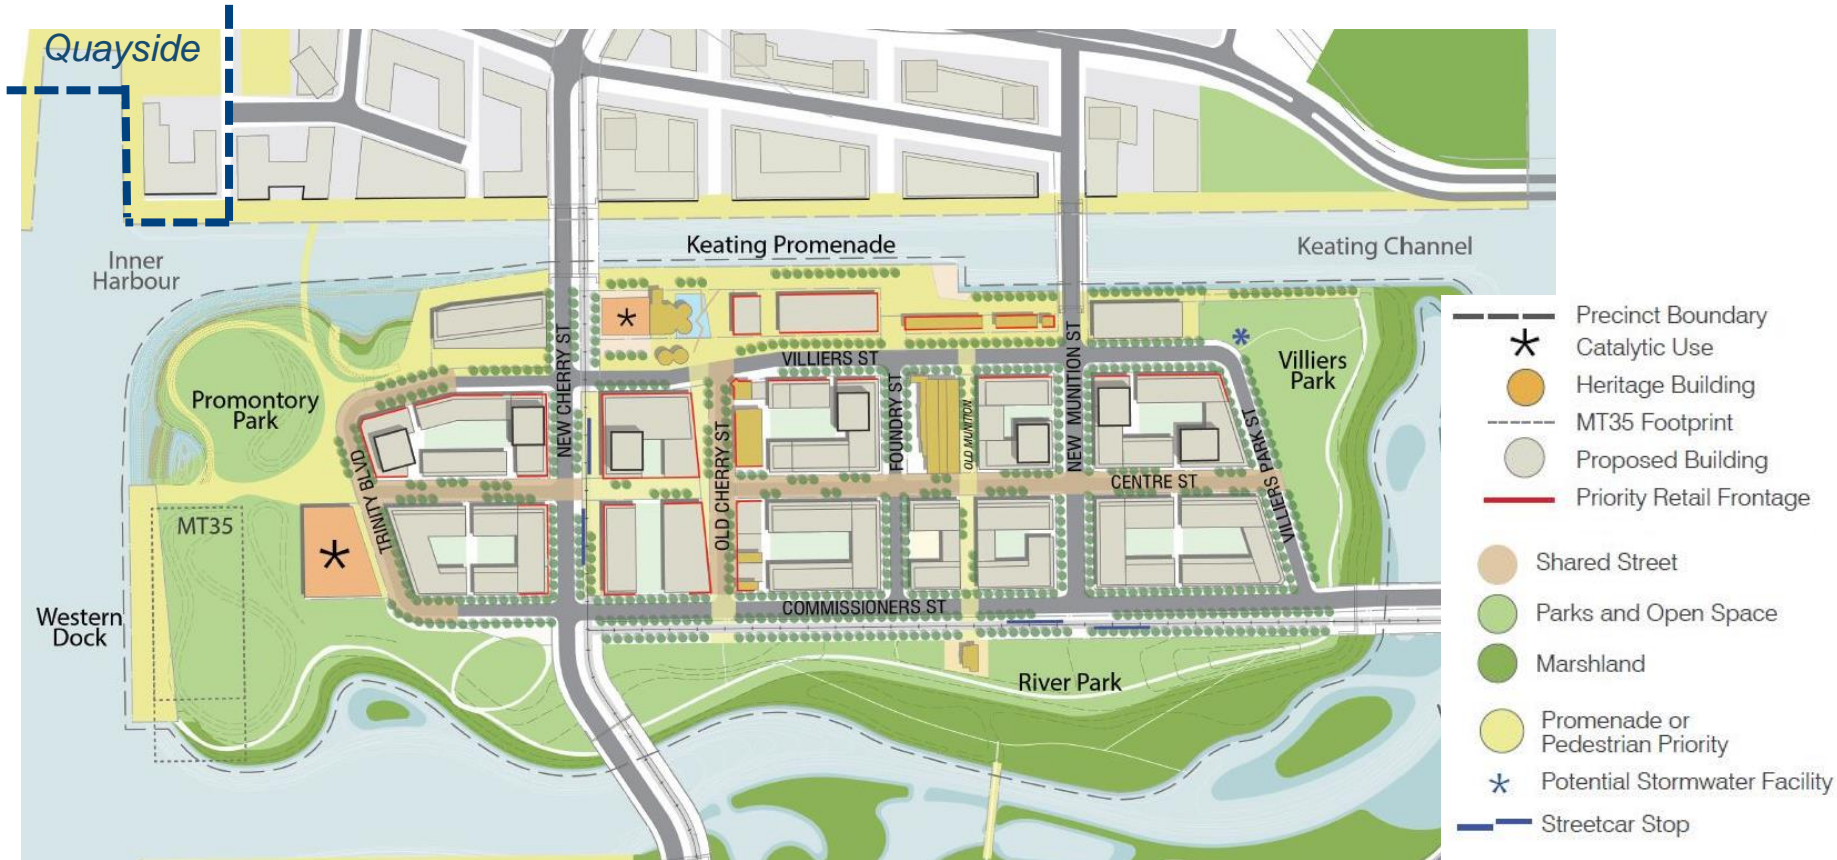 Quayside
Inner
Harbour
Keating Promenade
Keating Channel
Promontory
Park
MT35
Western
Dock
TRINITY BLVD
NEW CHERRY ST
OLD CHERRY ST
VILLIERS ST
FOUNDRY ST
OLD MUNITION
NEW MUNITION ST
CENTRE ST
VILLIERS PARK ST
Villiers
Park
COMMISSIONERS ST
River Park
Precinct Boundary
Catalytic Use
Heritage Building
MT35 Footprint
Proposed Building
Priority Retail Frontage
Shared Street
Parks and Open Space
Marshland
Promenade or
Pedestrian Priority
Potential Stormwater Facility
Streetcar Stop